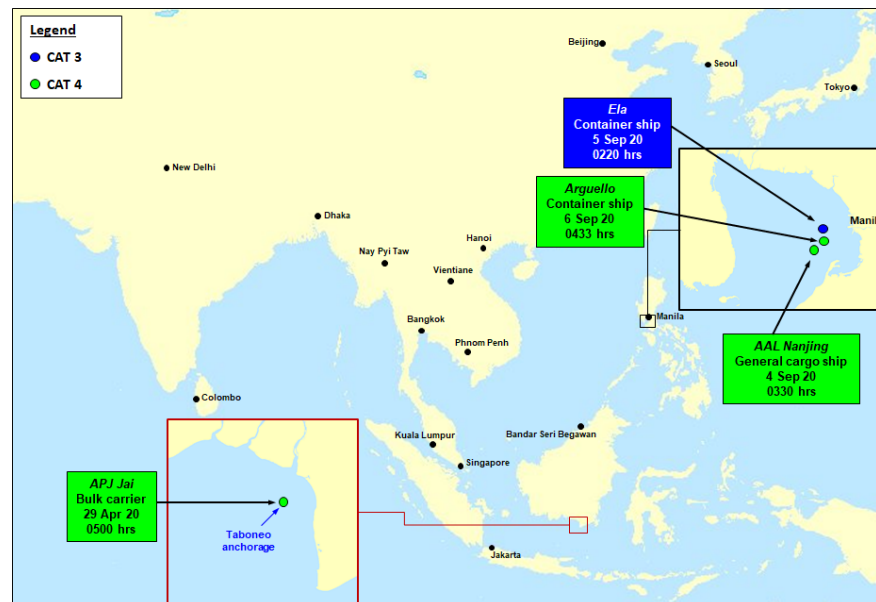 Legend
CAT 3
CAT 4
Beijing
Seoul
Tokyo
Ela
Container ship
5 Sep 20
0220 hrs
New Delhi
Arguello
Container ship
6 Sep 20
0433 hrs
Manila
Dhaka
Hanoi
Nay Pyi Taw
Vientiane
Manila
Bangkok
Phnom Penh
AAL Nanjing
General cargo ship
4 Sep 20
0330 hrs
Colombo
Kuala Lumpur
Bandar Seri Begawan
Singapore
APJ Jai
Bulk carrier
29 Apr 20
0500 hrs
Taboneo
anchorage
Jakarta